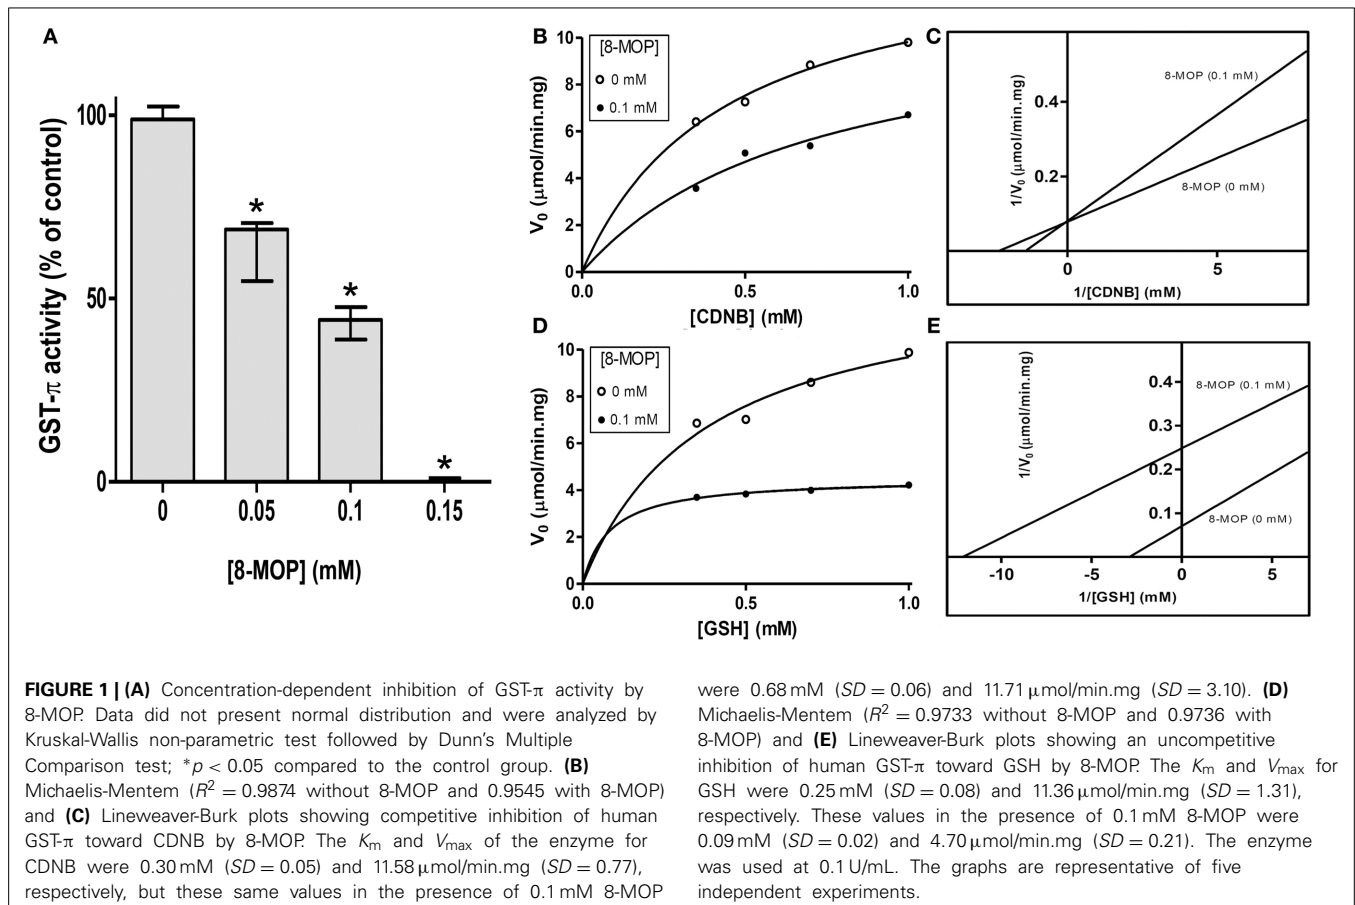 A
GST-π activity (% of control)
100
50
0
*
*
*
0 0.05 0.1 0.15
[8-MOP] (mM)
B
V0 (μmol/min.mg)
10
8
6
4
2
0
[8-MOP]
0 mM
0.1 mM
0.0 0.5 1.0
[CDNB] (mM)
C
1/V0 (μmol/min.mg)
0.4
0.2
8-MOP (0.1 mM)
8-MOP (0 mM)
0 5
1/[CDNB] (mM)
D
V0 (μmol/min.mg)
10
8
6
4
2
0
[8-MOP]
0 mM
0.1 mM
0.0 0.5 1.0
[GSH] (mM)
E
1/V0 (μmol/min.mg)
0.4
0.3
0.2
0.1
8-MOP (0.1 mM)
8-MOP (0 mM)
-10 -5 0 5
1/[GSH] (mM)
FIGURE 1 | (A) Concentration-dependent inhibition of GST-π activity by
8-MOP. Data did not present normal distribution and were analyzed by
Kruskal-Wallis non-parametric test followed by Dunn's Multiple
Comparison test; *p < 0.05 compared to the control group. (B)
Michaelis-Mentem (R² = 0.9874 without 8-MOP and 0.9545 with 8-MOP)
and (C) Lineweaver-Burk plots showing competitive inhibition of human
GST-π toward CDNB by 8-MOP. The Km and Vmax of the enzyme for
CDNB were 0.30 mM (SD = 0.05) and 11.58 μmol/min.mg (SD = 0.77),
respectively, but these same values in the presence of 0.1 mM 8-MOP
were 0.68 mM (SD = 0.06) and 11.71 μmol/min.mg (SD = 3.10). (D)
Michaelis-Mentem (R² = 0.9733 without 8-MOP and 0.9736 with
8-MOP) and (E) Lineweaver-Burk plots showing an uncompetitive
inhibition of human GST-π toward GSH by 8-MOP. The Km and Vmax for
GSH were 0.25 mM (SD = 0.08) and 11.36 μmol/min.mg (SD = 1.31),
respectively. These values in the presence of 0.1 mM 8-MOP were
0.09 mM (SD = 0.02) and 4.70 μmol/min.mg (SD = 0.21). The enzyme
was used at 0.1 U/mL. The graphs are representative of five
independent experiments.